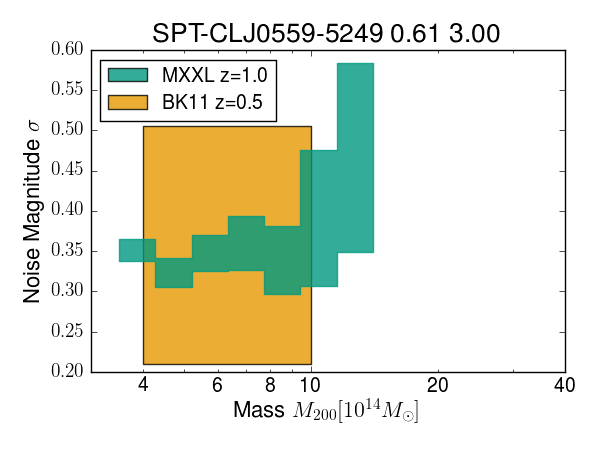 SPT-CLJ0559-5249 0.61 3.00
0.60
0.55
0.50
0.45
0.40
0.35
0.30
0.25
0.20
Noise Magnitude σ
MXXL z=1.0
BK11 z=0.5
4 6 8 10 20 40
Mass M₂₀₀[10¹⁴M☉]